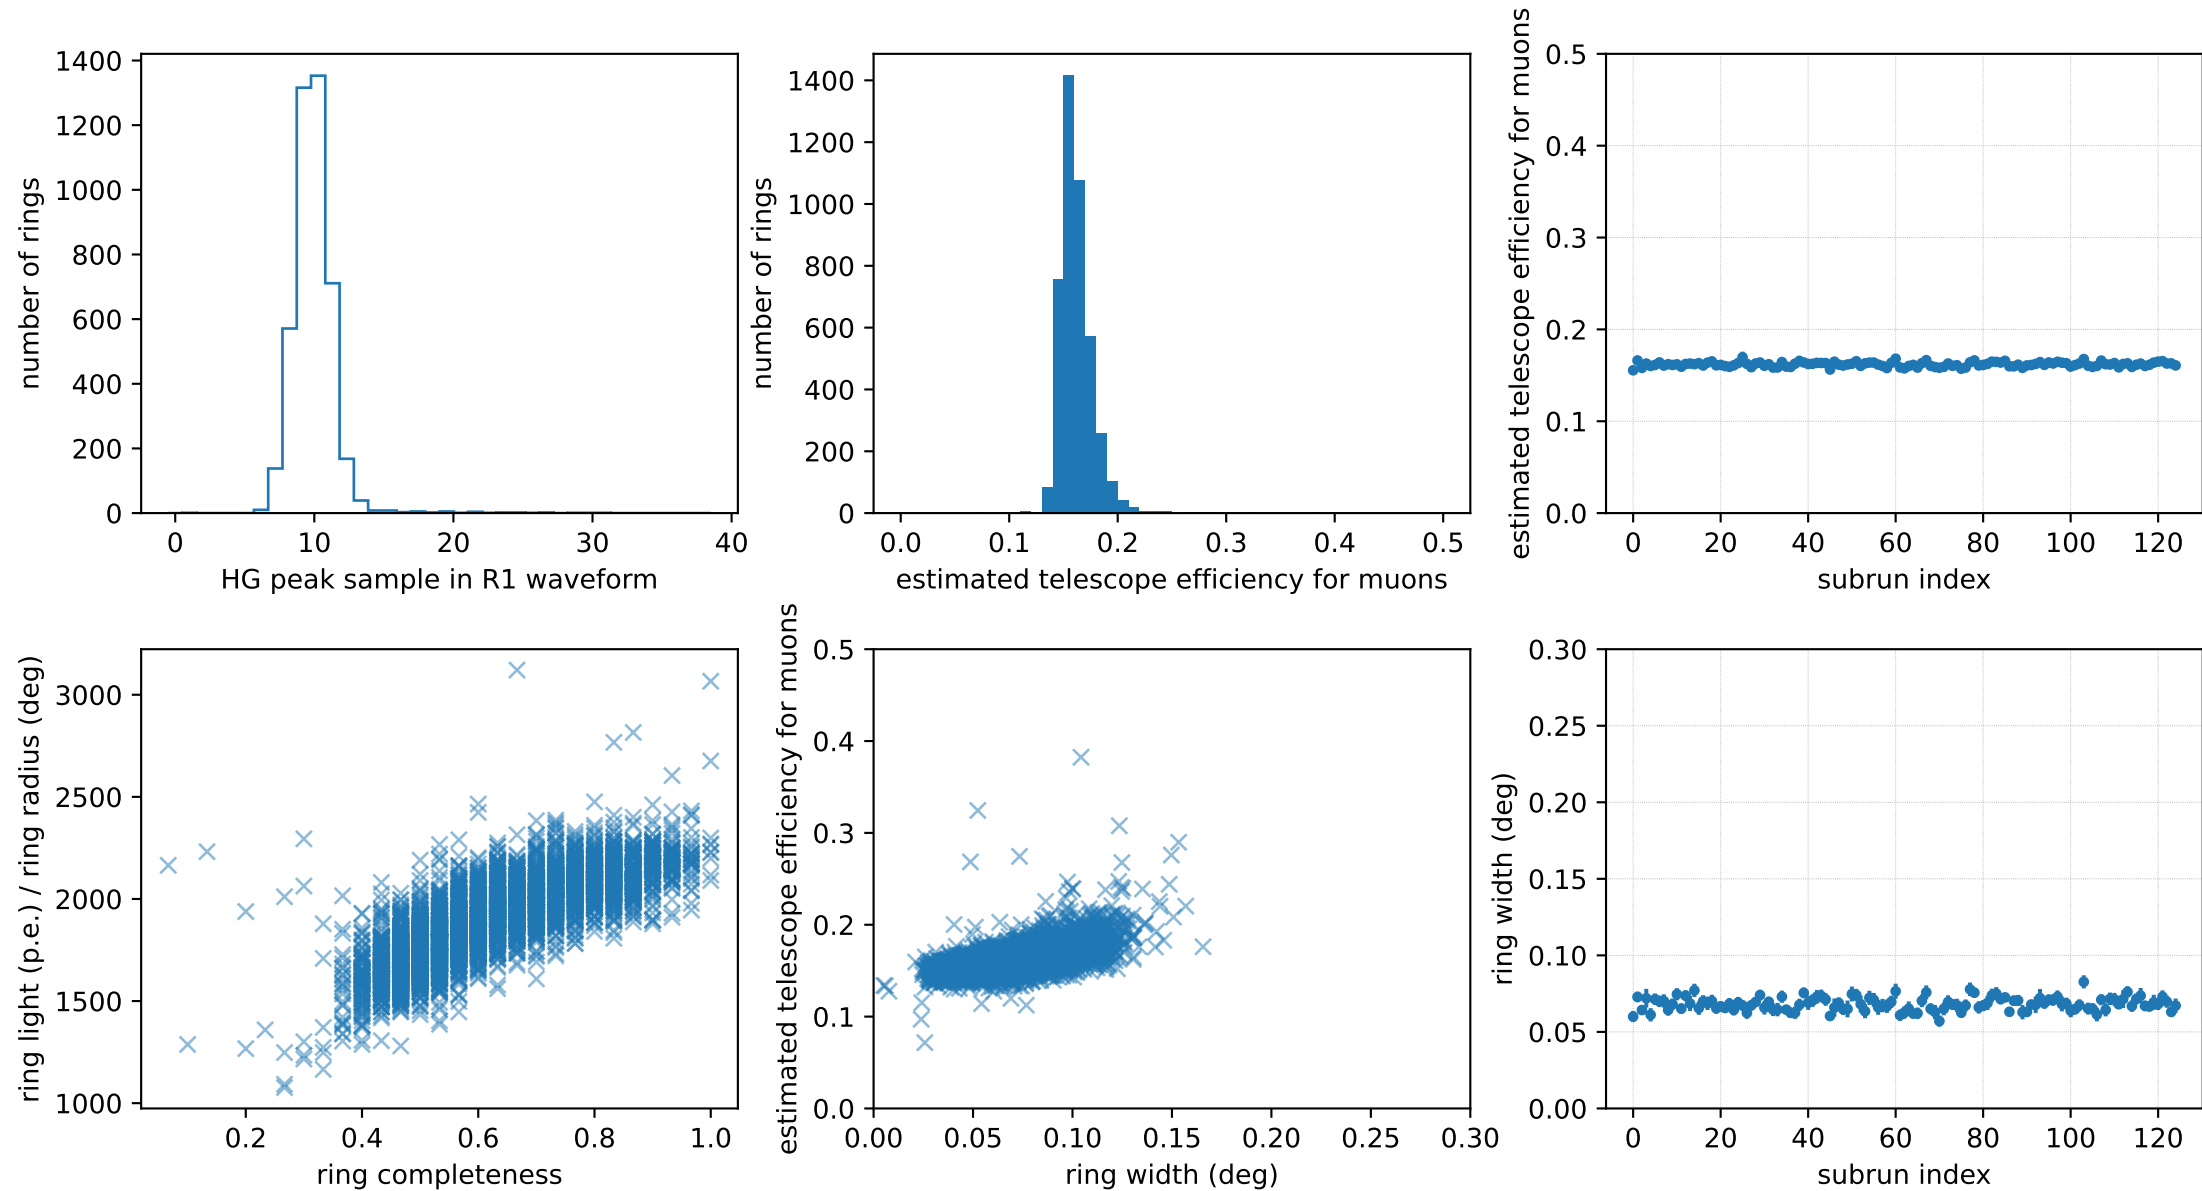 1400
1200
1000
800
600
400
200
0
0 10 20 30 40
number of rings
HG peak sample in R1 waveform
1400
1200
1000
800
600
400
200
0
0.0 0.1 0.2 0.3 0.4 0.5
number of rings
estimated telescope efficiency for muons
0.5
0.4
0.3
0.2
0.1
0.0
0 20 40 60 80 100 120
estimated telescope efficiency for muons
subrun index
3000
2500
2000
1500
1000
0.2 0.4 0.6 0.8 1.0
ring light (p.e.) / ring radius (deg)
ring completeness
0.5
0.4
0.3
0.2
0.1
0.0
0.00 0.05 0.10 0.15 0.20 0.25 0.30
estimated telescope efficiency for muons
ring width (deg)
0.30
0.25
0.20
0.15
0.10
0.05
0.00
0 20 40 60 80 100 120
ring width (deg)
subrun index